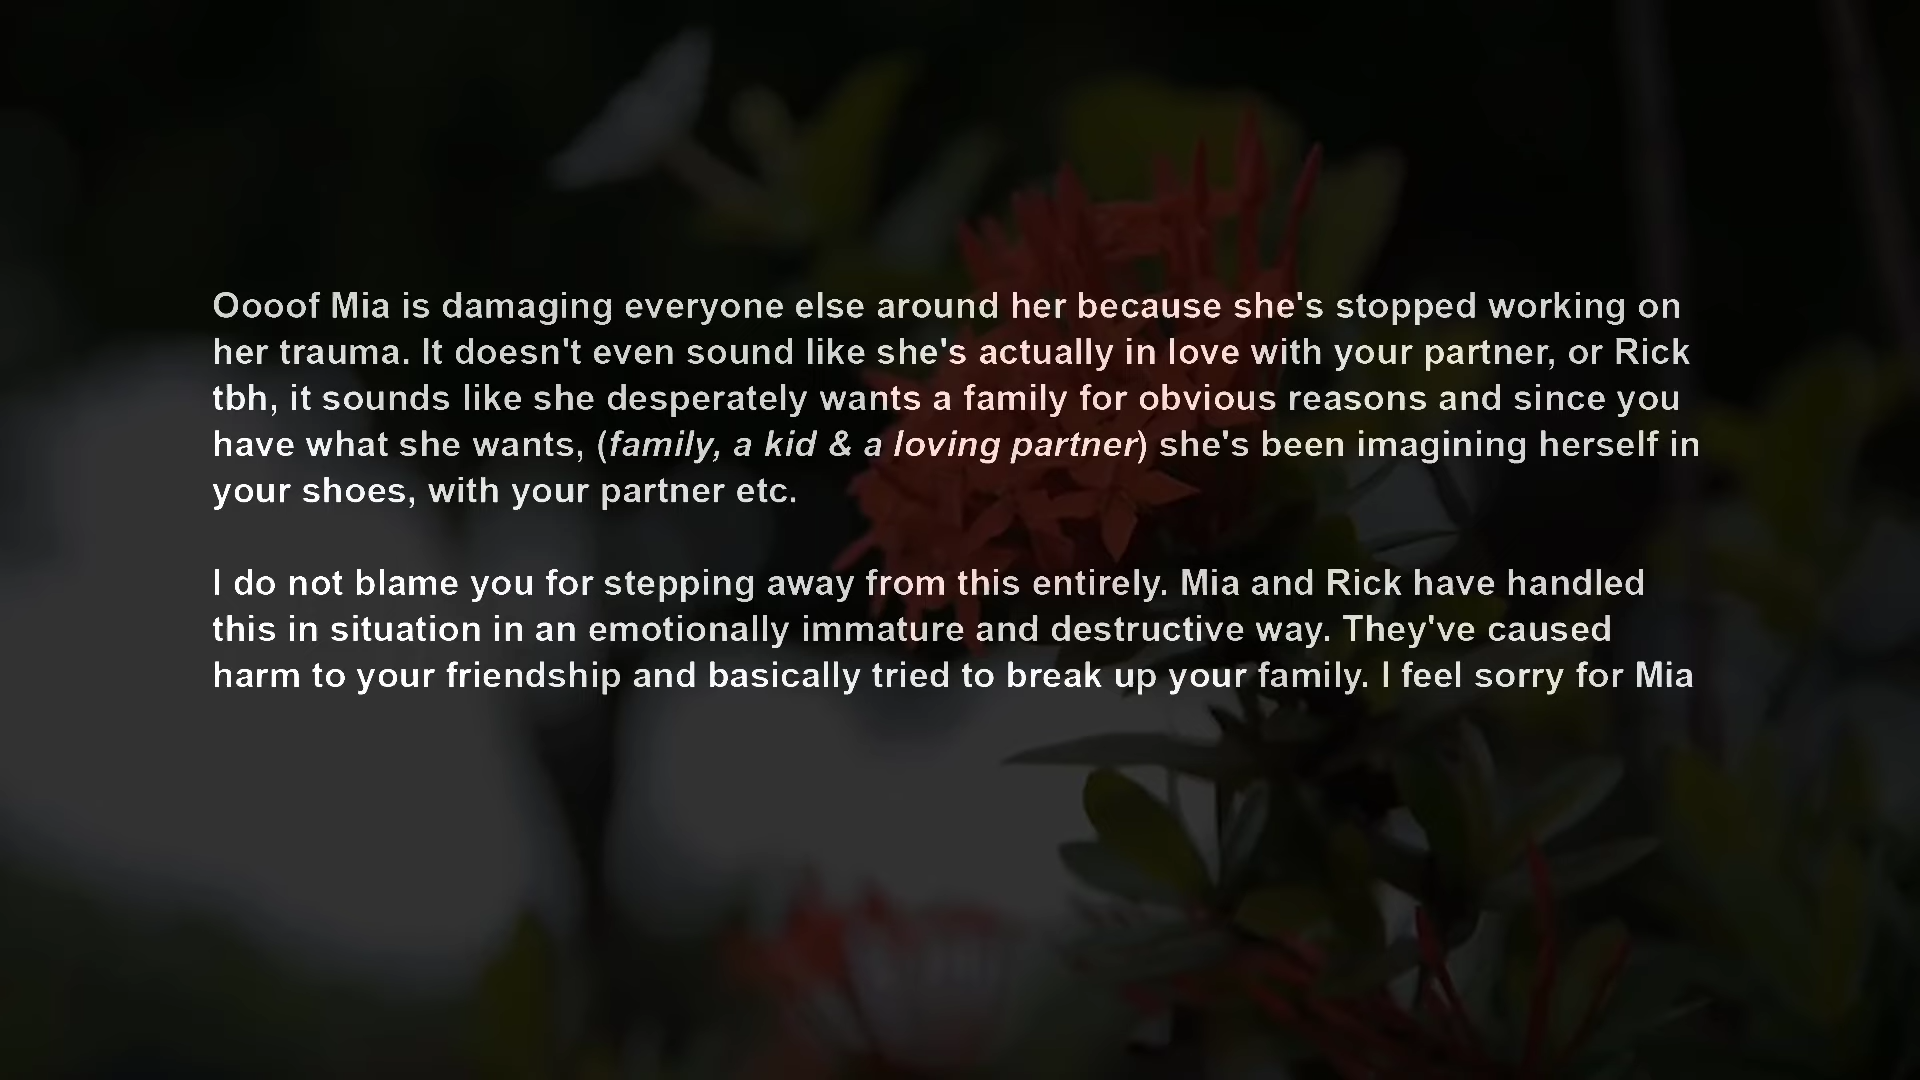 Oooof Mia is damaging everyone else around her because she's stopped working on
her trauma. It doesn't even sound like she's actually in love with your partner, or Rick
tbh, it sounds like she desperately wants a family for obvious reasons and since you
have what she wants, (family, a kid & a loving partner) she's been imagining herself in
your shoes, with your partner etc.
I do not blame you for stepping away from this entirely. Mia and Rick have handled
this in situation in an emotionally immature and destructive way. They've caused
harm to your friendship and basically tried to break up your family. I feel sorry for Mia